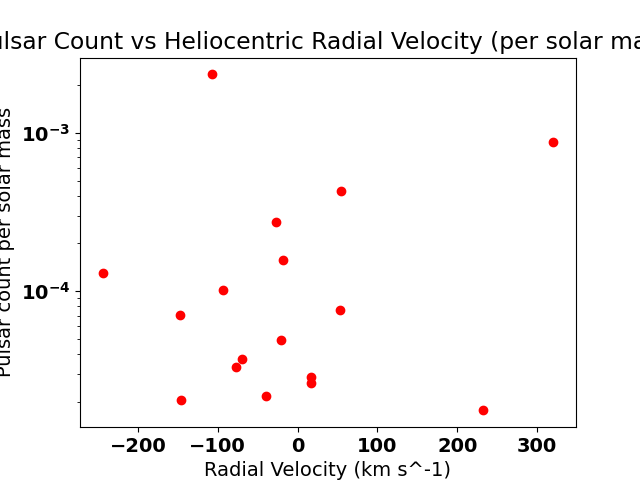 ulsar Count vs Heliocentric Radial Velocity (per solar ma
Pulsar count per solar mass
10⁻³
10⁻⁴
−200 −100 0 100 200 300
Radial Velocity (km s^-1)